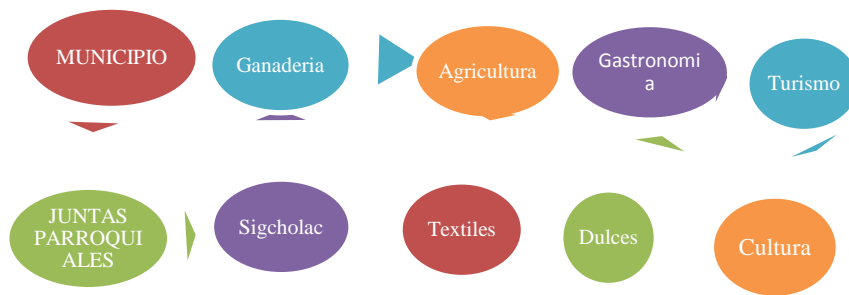 MUNICIPIO
Ganaderia
Agricultura
Gastronomi
a
Turismo
JUNTAS
PARROQUI
ALES
Sigcholac
Textiles
Dulces
Cultura